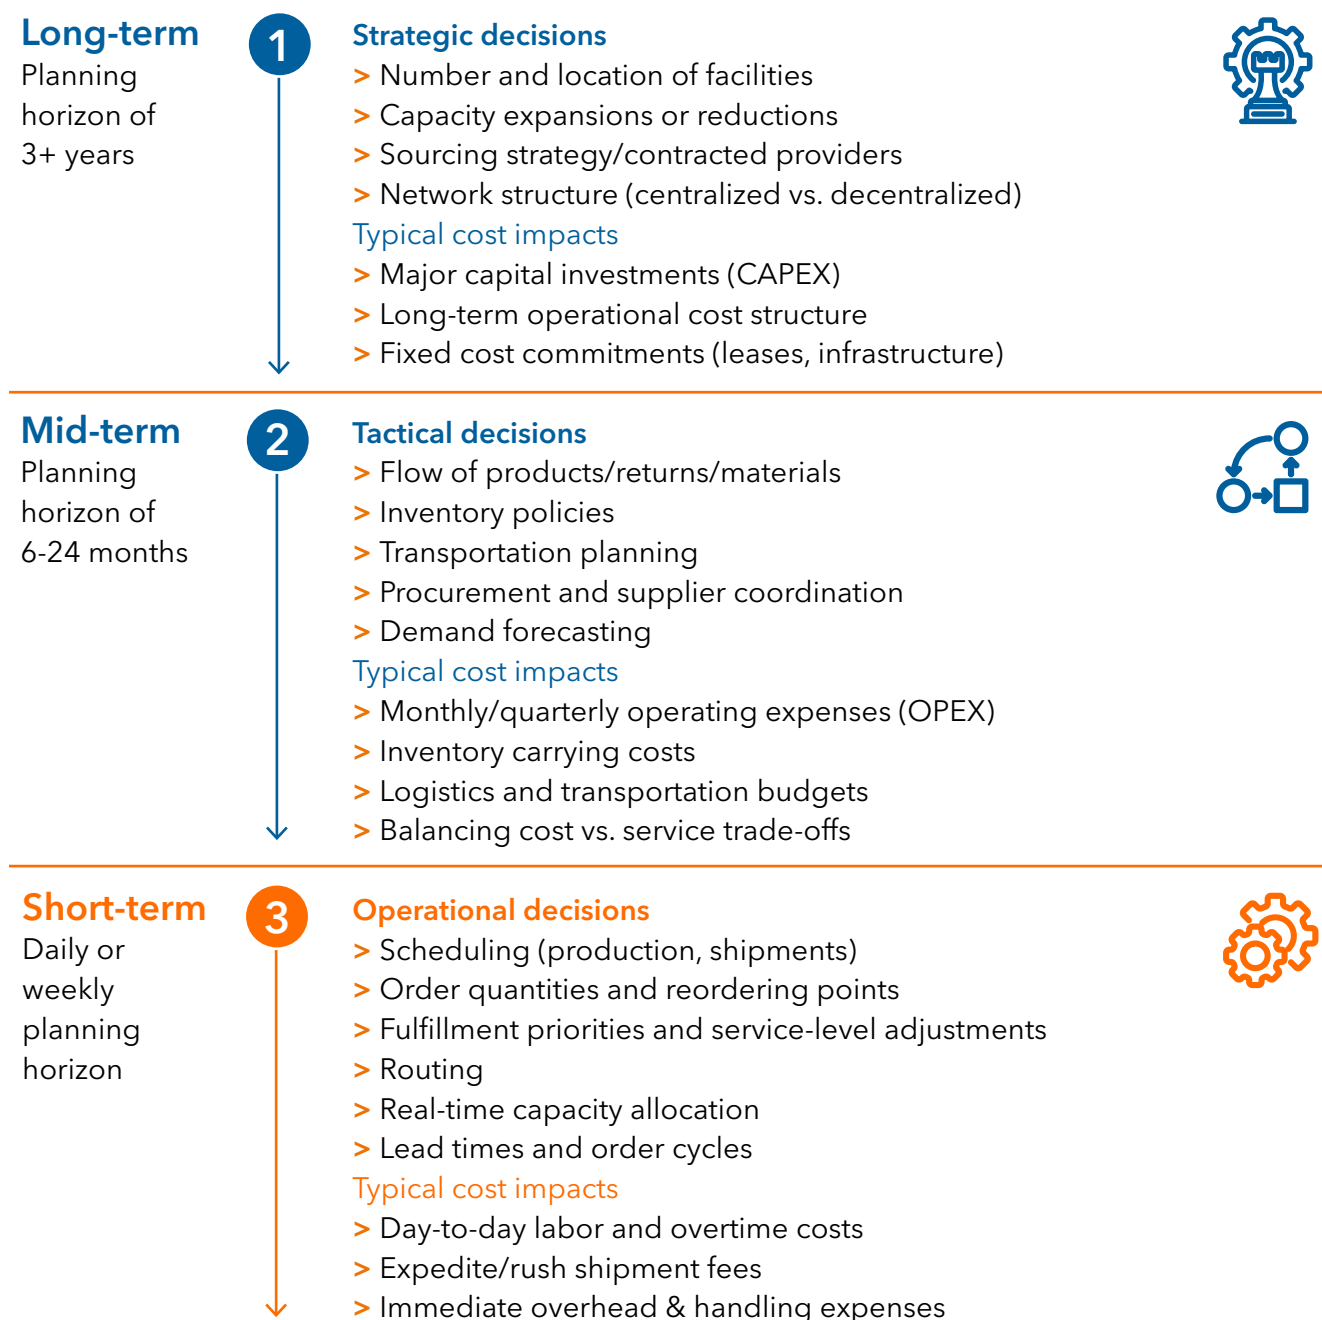 Long-term
Planning
horizon of
3+ years
1
Strategic decisions
> Number and location of facilities
> Capacity expansions or reductions
> Sourcing strategy/contracted providers
> Network structure (centralized vs. decentralized)
Typical cost impacts
> Major capital investments (CAPEX)
> Long-term operational cost structure
> Fixed cost commitments (leases, infrastructure)
Mid-term
Planning
horizon of
6-24 months
2
Tactical decisions
> Flow of products/returns/materials
> Inventory policies
> Transportation planning
> Procurement and supplier coordination
> Demand forecasting
Typical cost impacts
> Monthly/quarterly operating expenses (OPEX)
> Inventory carrying costs
> Logistics and transportation budgets
> Balancing cost vs. service trade-offs
Short-term
Daily or
weekly
planning
horizon
3
Operational decisions
> Scheduling (production, shipments)
> Order quantities and reordering points
> Fulfillment priorities and service-level adjustments
> Routing
> Real-time capacity allocation
> Lead times and order cycles
Typical cost impacts
> Day-to-day labor and overtime costs
> Expedite/rush shipment fees
> Immediate overhead & handling expenses